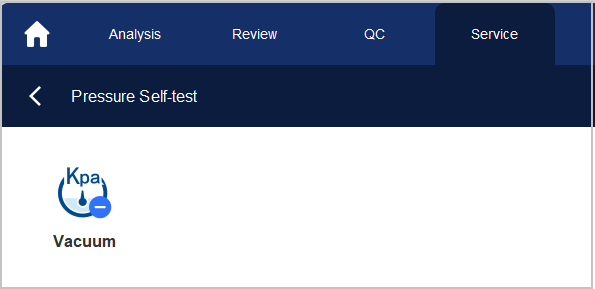 Analysis Review QC Service
Pressure Self-test
Kpa
Vacuum